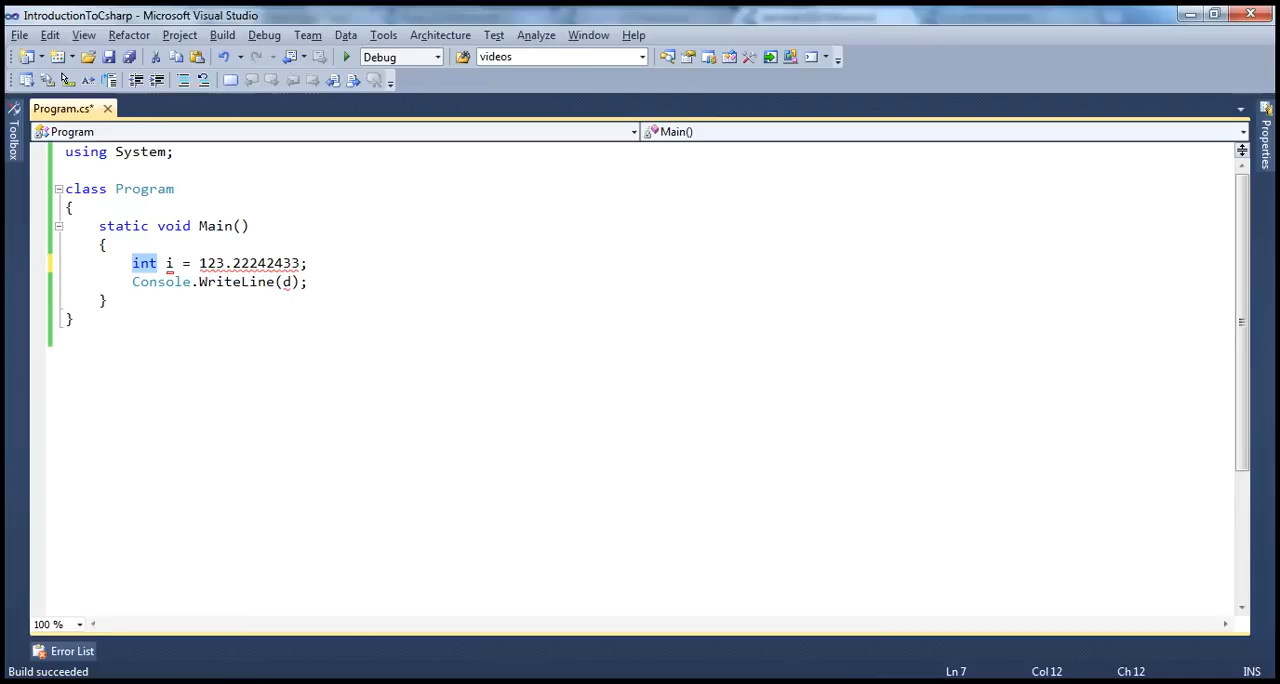 IntroductionToCsharp - Microsoft Visual Studio
File Edit View Refactor Project Build Debug Team Data Tools Architecture Test Analyze Window Help
Debug videos
Program.cs*
Program Main()
Toolbox
Properties
using System;
class Program
{
static void Main()
{
int i = 123.22242433;
Console.WriteLine(d);
}
}
100 %
Error List
Build succeeded Ln 7 Col 12 Ch 12 INS